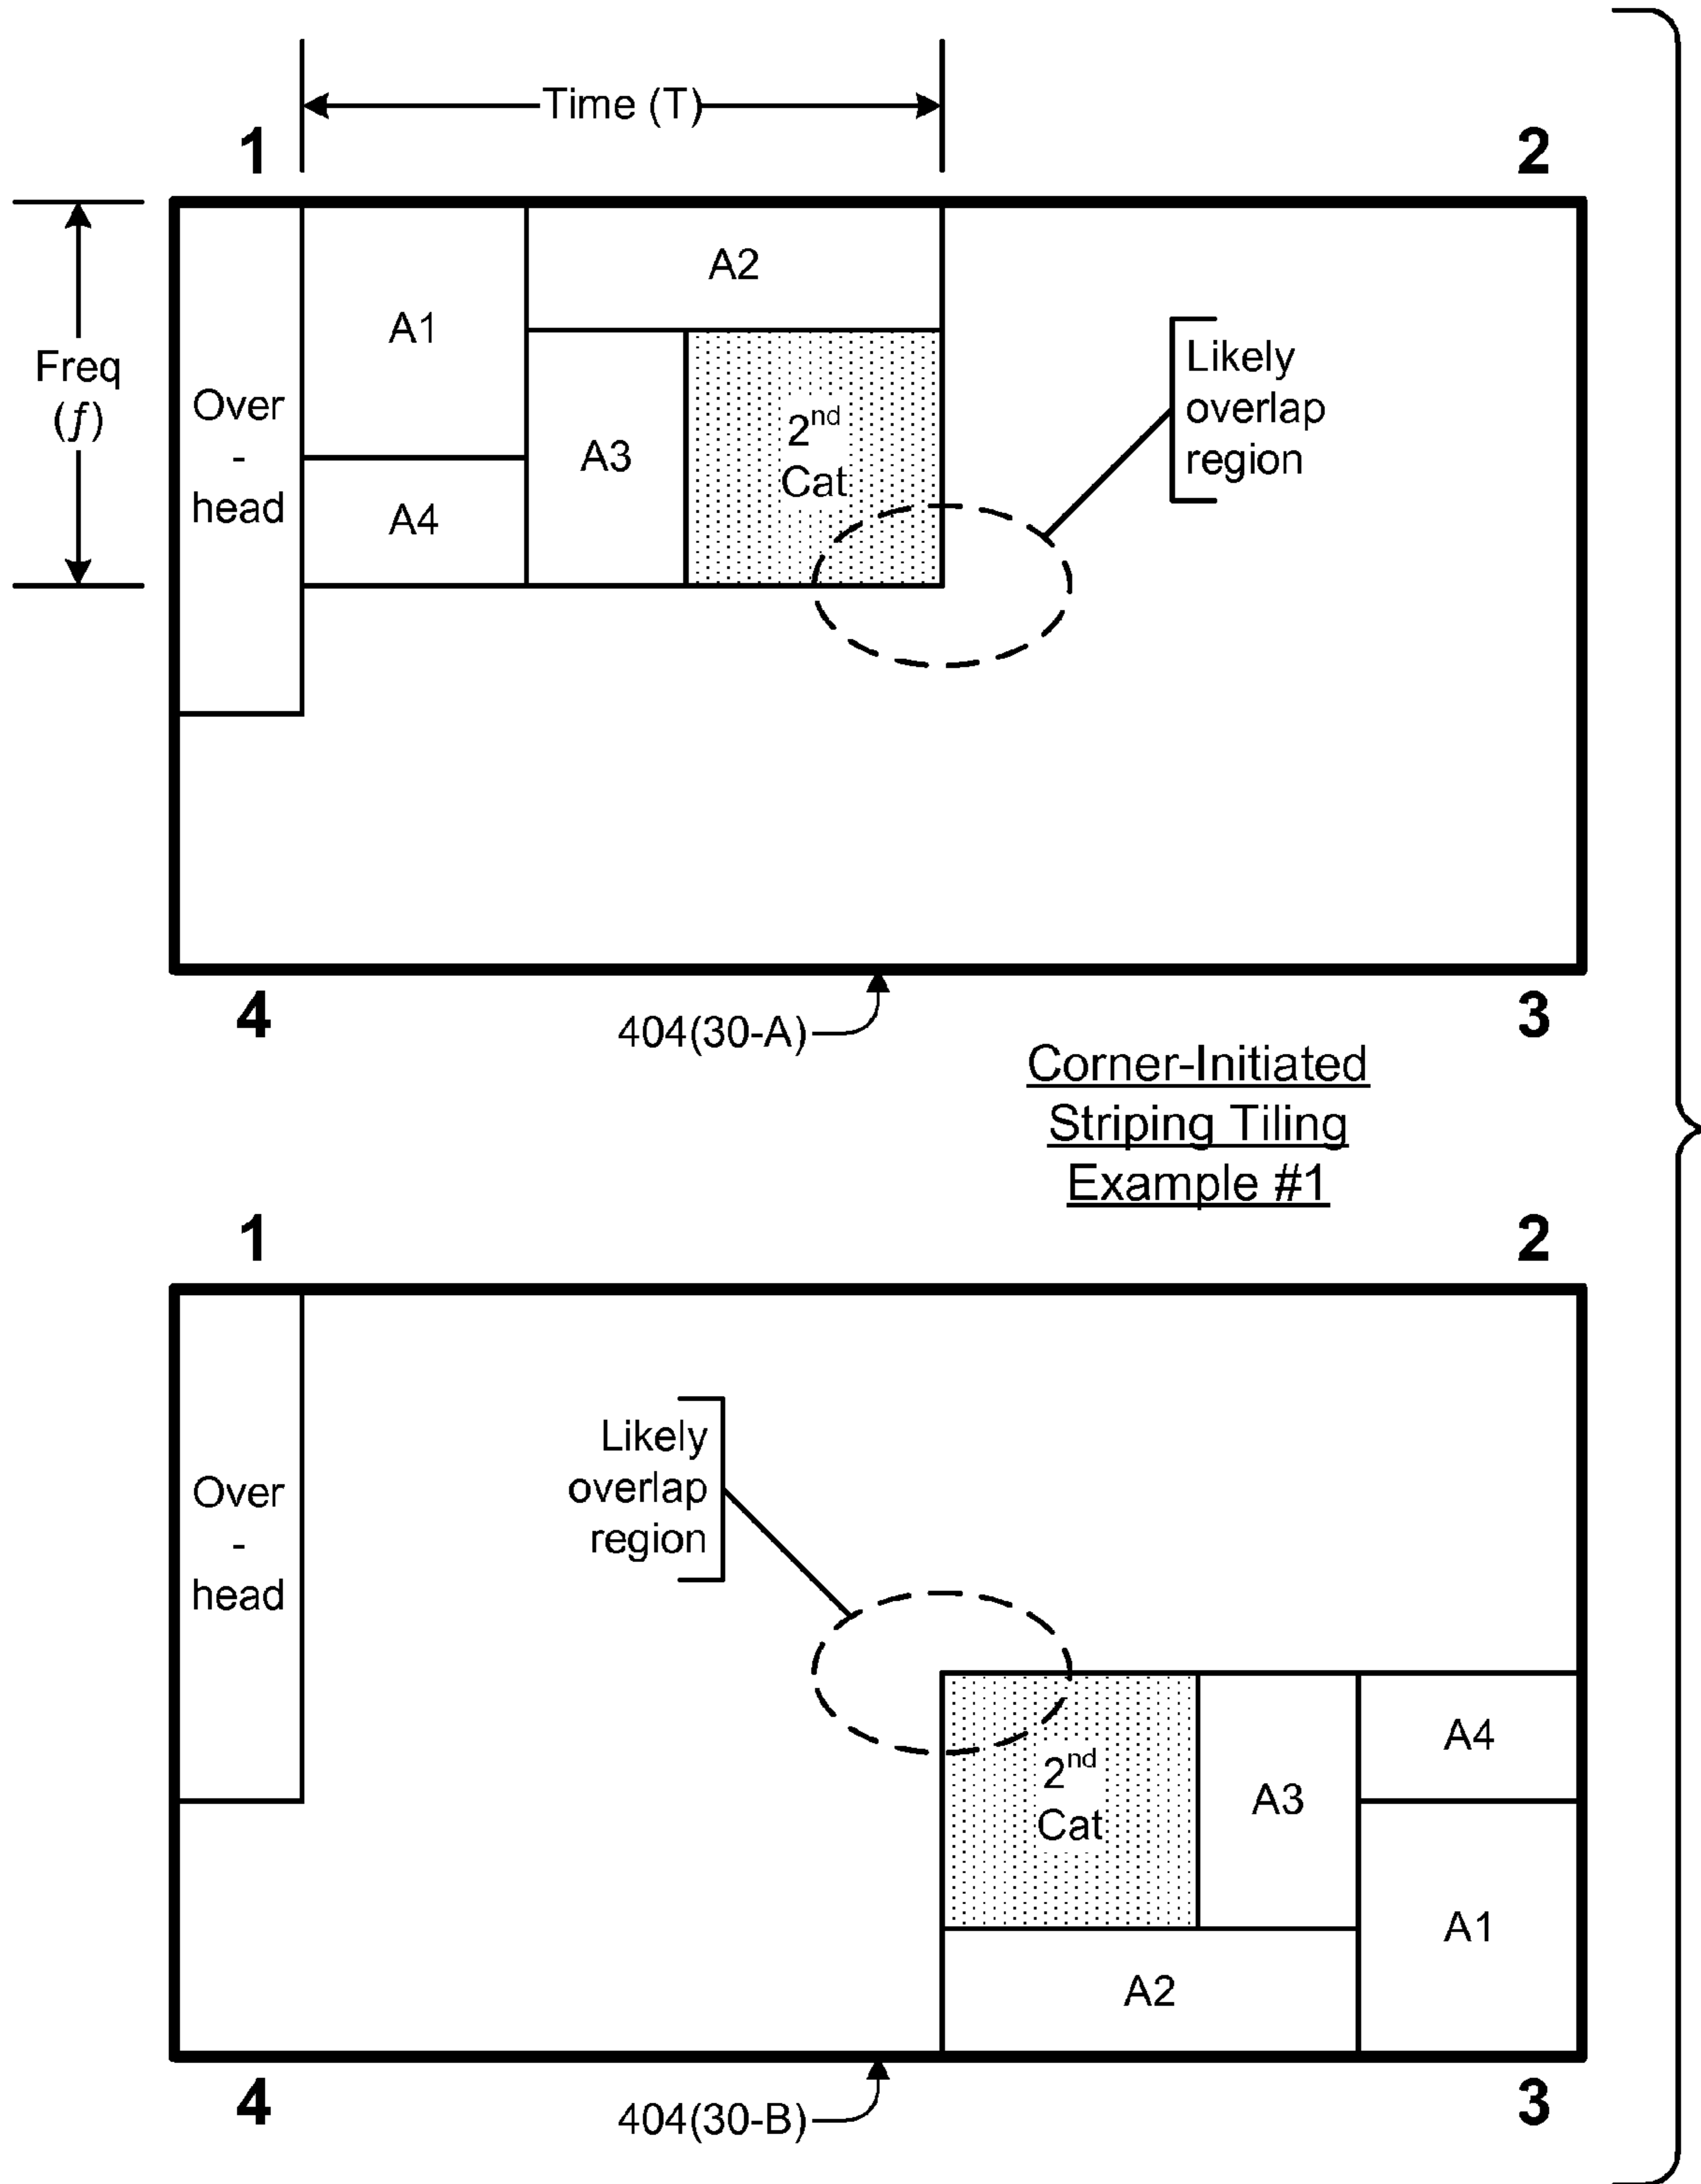 Time (T)
1
2
Freq
(ƒ)
Over
-
head
A1
A2
A3
A4
2nd
Cat
Likely
overlap
region
4
3
404(30-A)
Corner-Initiated
Striping Tiling
Example #1
1
2
Over
-
head
Likely
overlap
region
2nd
Cat
A3
A4
A1
A2
4
3
404(30-B)